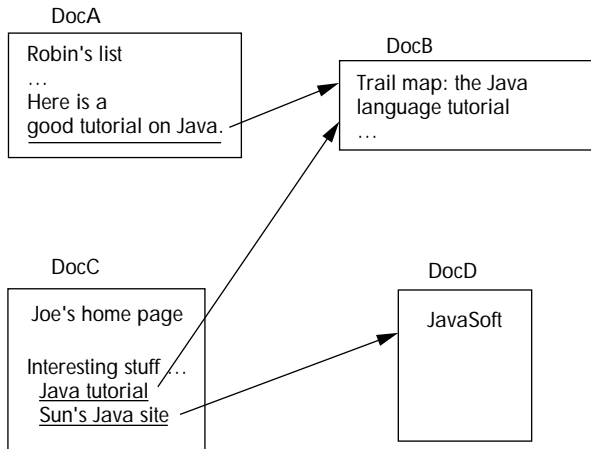 DocA
Robin's list
...
Here is a
good tutorial on Java.
DocB
Trail map: the Java
language tutorial
...
DocC
Joe's home page
Interesting stuff ...
Java tutorial
Sun's Java site
DocD
JavaSoft